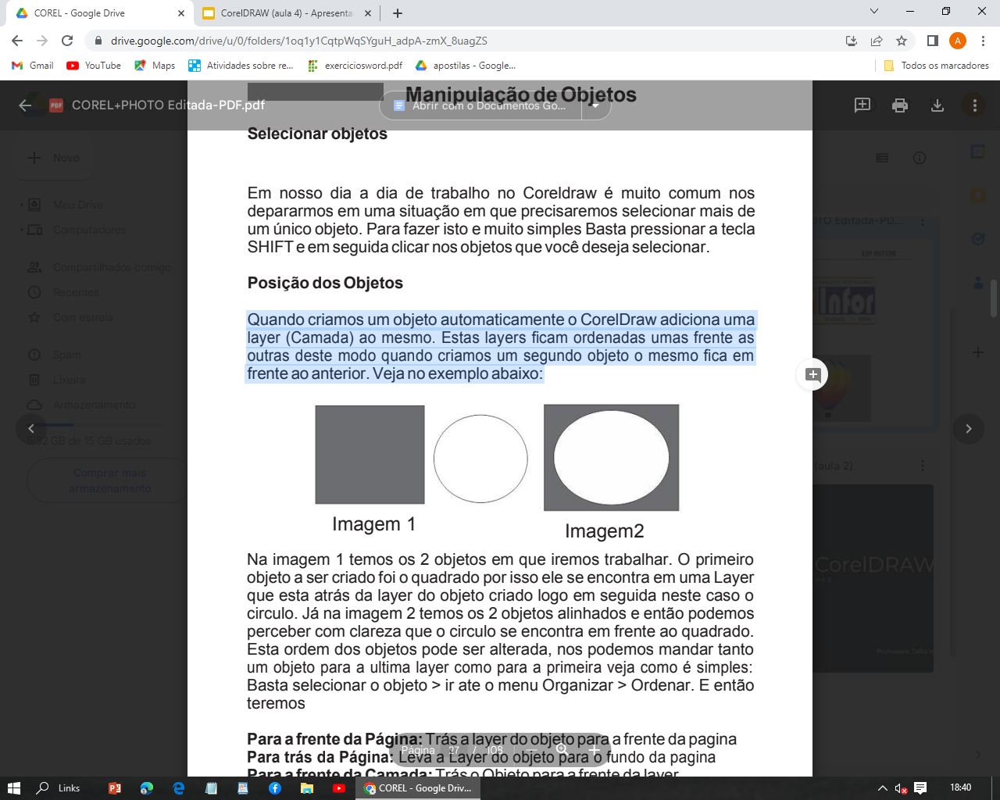 COREL - Google Drive
CorelDRAW (aula 4) - Apresenta
drive.google.com/drive/u/0/folders/1oq1y1CqtpWqSYguH_adpA-zmX_8uagZS
A
Gmail
YouTube
Maps
Atividades sobre re...
exerciciosword.pdf
apostilas - Google...
Todos os marcadores
COREL+PHOTO Editada-PDF.pdf
Abrir com o Documentos Go...
Manipulação de Objetos
Selecionar objetos
Em nosso dia a dia de trabalho no Coreldraw é muito comum nos
depararmos em uma situação em que precisaremos selecionar mais de
um único objeto. Para fazer isto e muito simples Basta pressionar a tecla
SHIFT e em seguida clicar nos objetos que você deseja selecionar.
Posição dos Objetos
Quando criamos um objeto automaticamente o CorelDraw adiciona uma
layer (Camada) ao mesmo. Estas layers ficam ordenadas umas frente as
outras deste modo quando criamos um segundo objeto o mesmo fica em
frente ao anterior. Veja no exemplo abaixo:
Imagem 1
Imagem2
Na imagem 1 temos os 2 objetos em que iremos trabalhar. O primeiro
objeto a ser criado foi o quadrado por isso ele se encontra em uma Layer
que esta atrás da layer do objeto criado logo em seguida neste caso o
circulo. Já na imagem 2 temos os 2 objetos alinhados e então podemos
perceber com clareza que o circulo se encontra em frente ao quadrado.
Esta ordem dos objetos pode ser alterada, nos podemos mandar tanto
um objeto para a ultima layer como para a primeira veja como é simples:
Basta selecionar o objeto > ir ate o menu Organizar > Ordenar. E então
teremos
Para a frente da Página: Trás a layer do objeto para a frente da pagina
Para trás da Página: Leva a Layer do objeto para o fundo da pagina
Para a frente da Camada: Trás o Objeto para a frente da layer
Página 27 / 108
Novo
Meu Drive
Computadores
Compartilhados comigo
Recentes
Com estrela
Spam
Lixeira
Armazenamento
GB de 15 GB usados
Comprar mais
armazenamento
OTO Editada-PD...
UP INFOR
Infor
(aula 2)
CorelDRAW
Links
COREL - Google Driv...
18:40